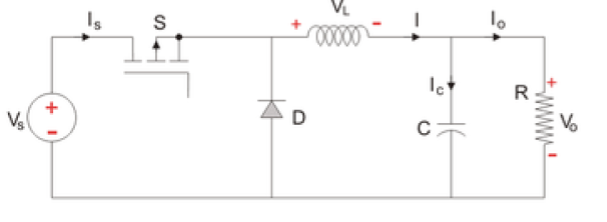 V_L
I_s S + - I I_o
I_c R +
V_s + - D C V_o
-